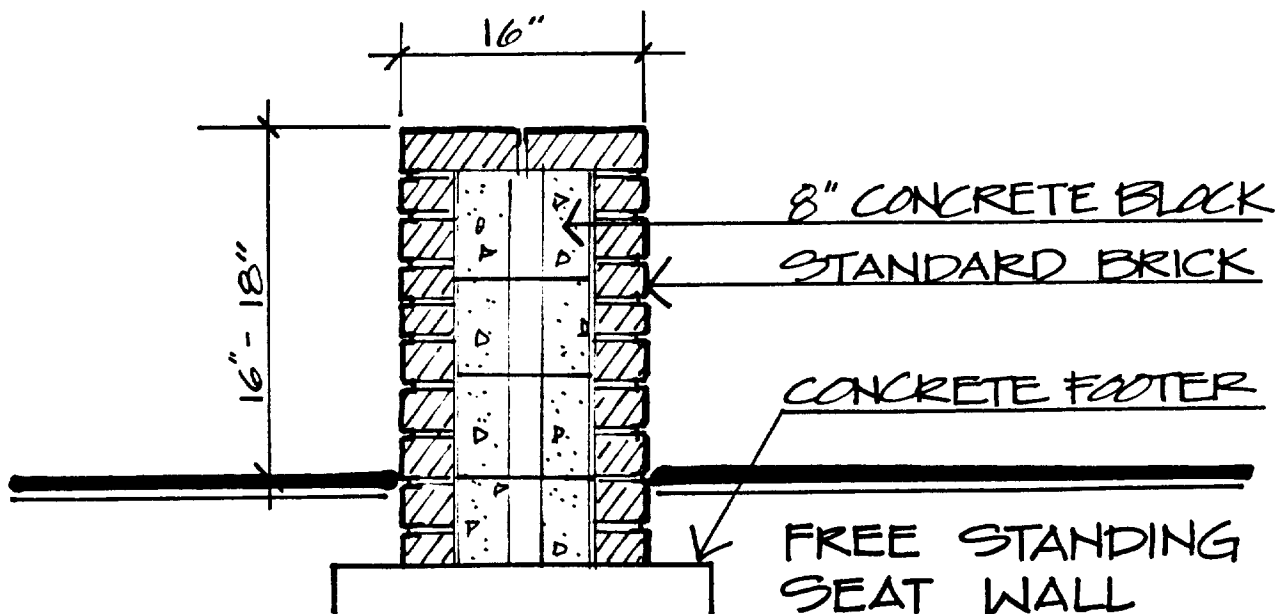 16"
8" CONCRETE BLOCK
STANDARD BRICK
16" - 18"
CONCRETE FOOTER
FREE STANDING
SEAT WALL